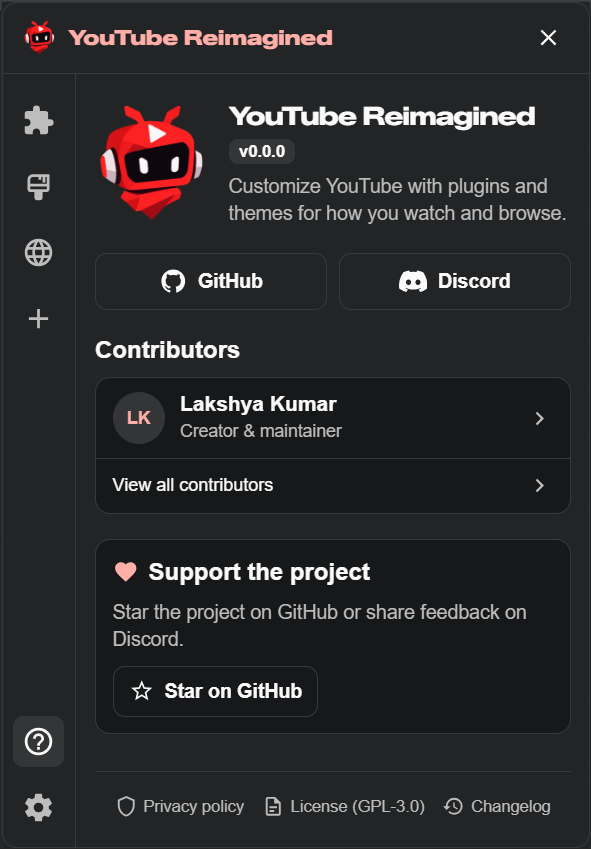 YouTube Reimagined
YouTube Reimagined
v0.0.0
Customize YouTube with plugins and
themes for how you watch and browse.
GitHub
Discord
Contributors
LK
Lakshya Kumar
Creator & maintainer
View all contributors
Support the project
Star the project on GitHub or share feedback on
Discord.
Star on GitHub
Privacy policy
License (GPL-3.0)
Changelog